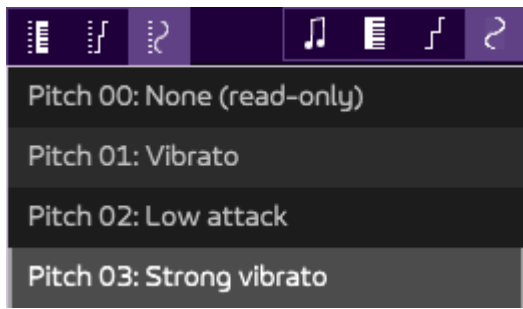 Pitch 00: None (read-only)
Pitch 01: Vibrato
Pitch 02: Low attack
Pitch 03: Strong vibrato